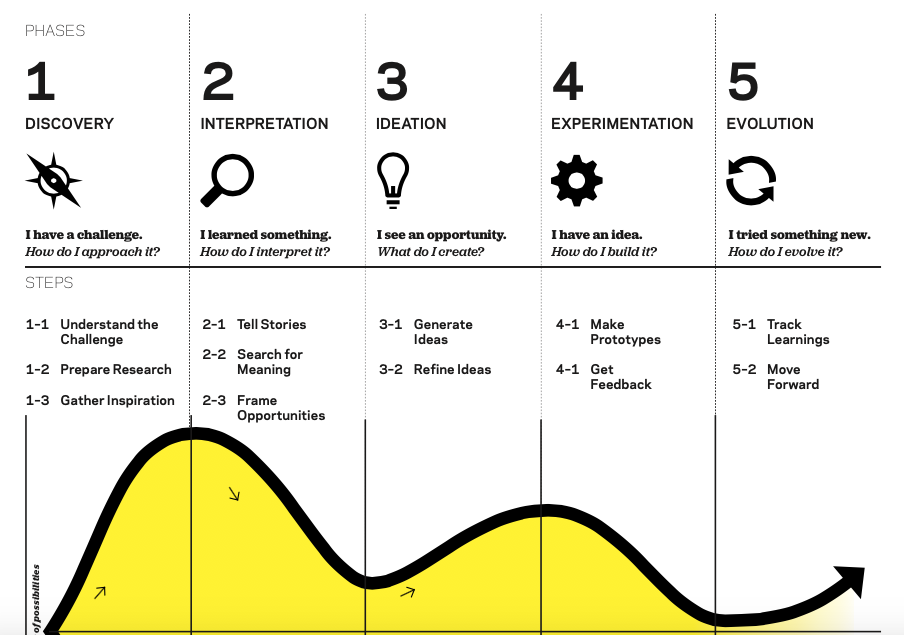 PHASES
1
DISCOVERY
I have a challenge.
How do I approach it?
2
INTERPRETATION
I learned something.
How do I interpret it?
3
IDEATION
I see an opportunity.
What do I create?
4
EXPERIMENTATION
I have an idea.
How do I build it?
5
EVOLUTION
I tried something new.
How do I evolve it?
STEPS
1-1 Understand the
Challenge
1-2 Prepare Research
1-3 Gather Inspiration
2-1 Tell Stories
2-2 Search for
Meaning
2-3 Frame
Opportunities
3-1 Generate
Ideas
3-2 Refine Ideas
4-1 Make
Prototypes
4-1 Get
Feedback
5-1 Track
Learnings
5-2 Move
Forward
of possibilities